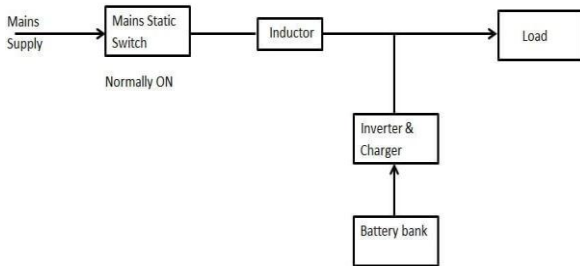 Mains
Supply
Mains Static
Switch
Normally ON
Inductor
Load
Inverter &
Charger
Battery bank